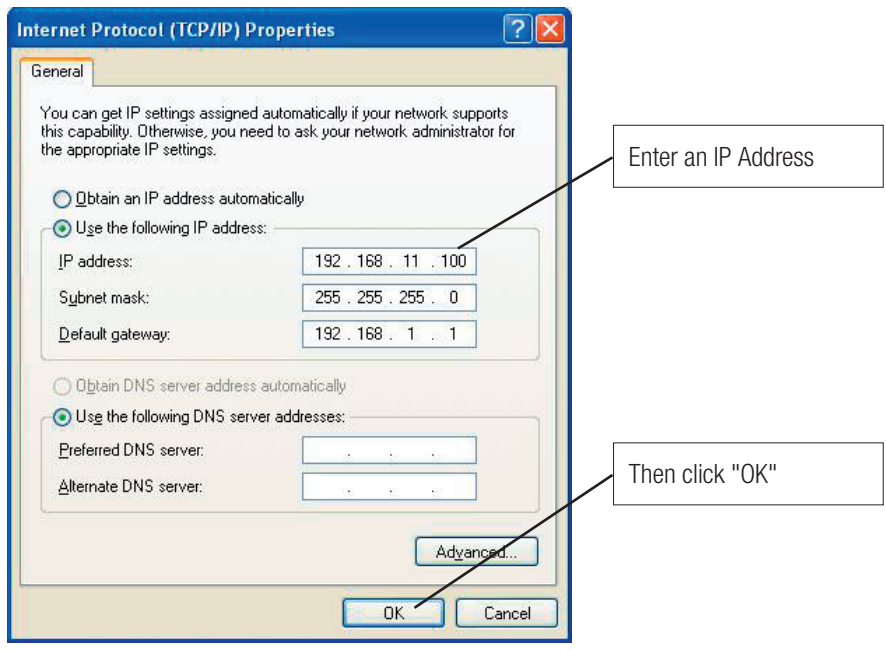 Internet Protocol (TCP/IP) Properties
General
You can get IP settings assigned automatically if your network supports
this capability. Otherwise, you need to ask your network administrator for
the appropriate IP settings.
Enter an IP Address
Obtain an IP address automatically
Use the following IP address:
IP address: 192 . 168 . 11 . 100
Subnet mask: 255 . 255 . 255 . 0
Default gateway: 192 . 168 . 1 . 1
Obtain DNS server address automatically
Use the following DNS server addresses:
Preferred DNS server: . . .
Then click "OK"
Alternate DNS server: . . .
Advanced...
OK Cancel